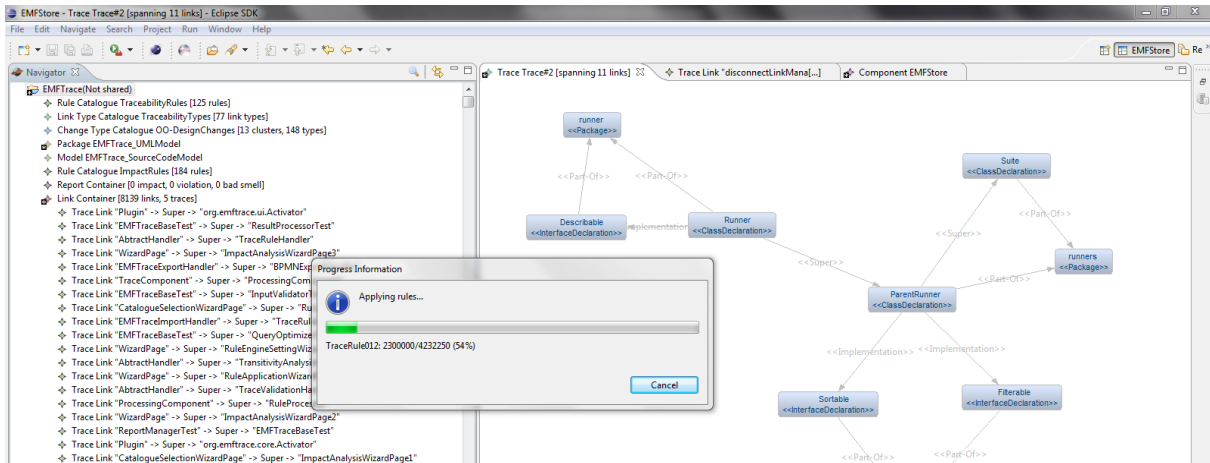 EMFStore - Trace Trace#2 [spanning 11 links] - Eclipse SDK
File Edit Navigate Search Project Run Window Help
EMFStore
Re
Navigator
EMFTrace(Not shared)
Rule Catalogue TraceabilityRules [125 rules]
Link Type Catalogue TraceabilityTypes [77 link types]
Change Type Catalogue OO-DesignChanges [13 clusters, 148 types]
Package EMFTrace_UMLModel
Model EMFTrace_SourceCodeModel
Rule Catalogue ImpactRules [184 rules]
Report Container [0 impact, 0 violation, 0 bad smell]
Link Container [8139 links, 5 traces]
Trace Link "Plugin" -> Super -> "org.emftrace.ui.Activator"
Trace Link "EMFTraceBaseTest" -> Super -> "ResultProcessorTest"
Trace Link "AbtractHandler" -> Super -> "TraceRuleHandler"
Trace Link "WizardPage" -> Super -> "ImpactAnalysisWizardPage3"
Trace Link "EMFTraceExportHandler" -> Super -> "BPMNExp
Trace Link "TraceComponent" -> Super -> "ProcessingCom
Trace Link "EMFTraceBaseTest" -> Super -> "InputValidatorT
Trace Link "CatalogueSelectionWizardPage" -> Super -> "Ru
Trace Link "EMFTraceImportHandler" -> Super -> "TraceRul
Trace Link "EMFTraceBaseTest" -> Super -> "QueryOptimize
Trace Link "WizardPage" -> Super -> "RuleEngineSettingWiz
Trace Link "AbtractHandler" -> Super -> "TransitivityAnalysi
Trace Link "WizardPage" -> Super -> "RuleApplicationWizar
Trace Link "AbtractHandler" -> Super -> "TraceValidationHa
Trace Link "ProcessingComponent" -> Super -> "RuleProces
Trace Link "WizardPage" -> Super -> "ImpactAnalysisWizardPage2"
Trace Link "ReportManagerTest" -> Super -> "EMFTraceBaseTest"
Trace Link "Plugin" -> Super -> "org.emftrace.core.Activator"
Trace Link "CatalogueSelectionWizardPage" -> Super -> "ImpactAnalysisWizardPage1"
Progress Information
Applying rules...
TraceRule012: 2300000/4232250 (54%)
Cancel
Trace Trace#2 [spanning 11 links]
Trace Link "disconnectLinkMana[...]
Component EMFStore
runner
<<Package>>
Suite
<<ClassDeclaration>>
<<Part-Of>>
<<Part-Of>>
<<Part-Of>>
Describable
<<InterfaceDeclaration>>
Implementation
Runner
<<ClassDeclaration>>
<<Super>>
<<Super>>
runners
<<Package>>
<<Part-Of>>
ParentRunner
<<ClassDeclaration>>
<<Implementation>>
<<Implementation>>
Sortable
<<InterfaceDeclaration>>
Filterable
<<InterfaceDeclaration>>
<<Part-Of>>
<<Part-Of>>